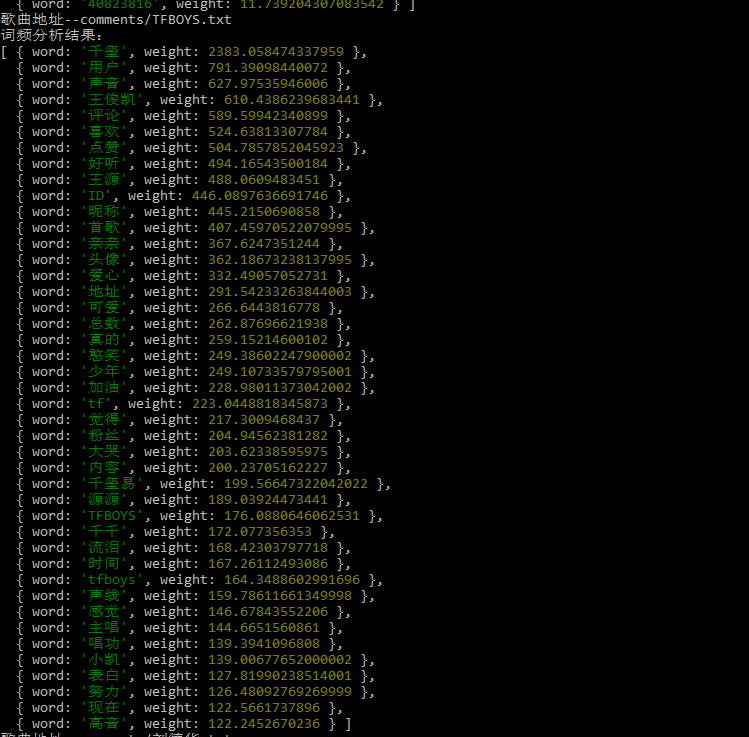 { word: '40823816', weight: 11.739204307083542 } ]
歌曲地址--comments/TFBOYS.txt
词频分析结果:
[ { word: '千玺', weight: 2383.058474337959 },
{ word: '用户', weight: 791.39098440072 },
{ word: '声音', weight: 627.97535946006 },
{ word: '王俊凯', weight: 610.4386239683441 },
{ word: '评论', weight: 589.59942340899 },
{ word: '喜欢', weight: 524.63813307784 },
{ word: '点赞', weight: 504.7857852045923 },
{ word: '好听', weight: 494.16543500184 },
{ word: '王源', weight: 488.0609483451 },
{ word: 'ID', weight: 446.0897636691746 },
{ word: '昵称', weight: 445.2150690858 },
{ word: '首歌', weight: 407.45970522079995 },
{ word: '亲亲', weight: 367.6247351244 },
{ word: '头像', weight: 362.18673238137995 },
{ word: '爱心', weight: 332.49057052731 },
{ word: '地址', weight: 291.54233263844003 },
{ word: '可爱', weight: 266.6443816778 },
{ word: '总数', weight: 262.87696621938 },
{ word: '真的', weight: 259.15214600102 },
{ word: '憨笑', weight: 249.38602247900002 },
{ word: '少年', weight: 249.10733579795001 },
{ word: '加油', weight: 228.98011373042002 },
{ word: 'tf', weight: 223.0448818345873 },
{ word: '觉得', weight: 217.3009468437 },
{ word: '粉丝', weight: 204.94562381282 },
{ word: '大哭', weight: 203.62338595975 },
{ word: '内容', weight: 200.23705162227 },
{ word: '千玺易', weight: 199.56647322042022 },
{ word: '源源', weight: 189.03924473441 },
{ word: 'TFBOYS', weight: 176.0880646062531 },
{ word: '千千', weight: 172.077356353 },
{ word: '流泪', weight: 168.42303797718 },
{ word: '时间', weight: 167.26112493086 },
{ word: 'tfboys', weight: 164.3488602991696 },
{ word: '声线', weight: 159.78611661349998 },
{ word: '感觉', weight: 146.67843552206 },
{ word: '主唱', weight: 144.6651560861 },
{ word: '唱功', weight: 139.3941096808 },
{ word: '小凯', weight: 139.00677652000002 },
{ word: '表白', weight: 127.81990238514001 },
{ word: '努力', weight: 126.48092769269999 },
{ word: '现在', weight: 122.5661737896 },
{ word: '高音', weight: 122.2452670236 } ]